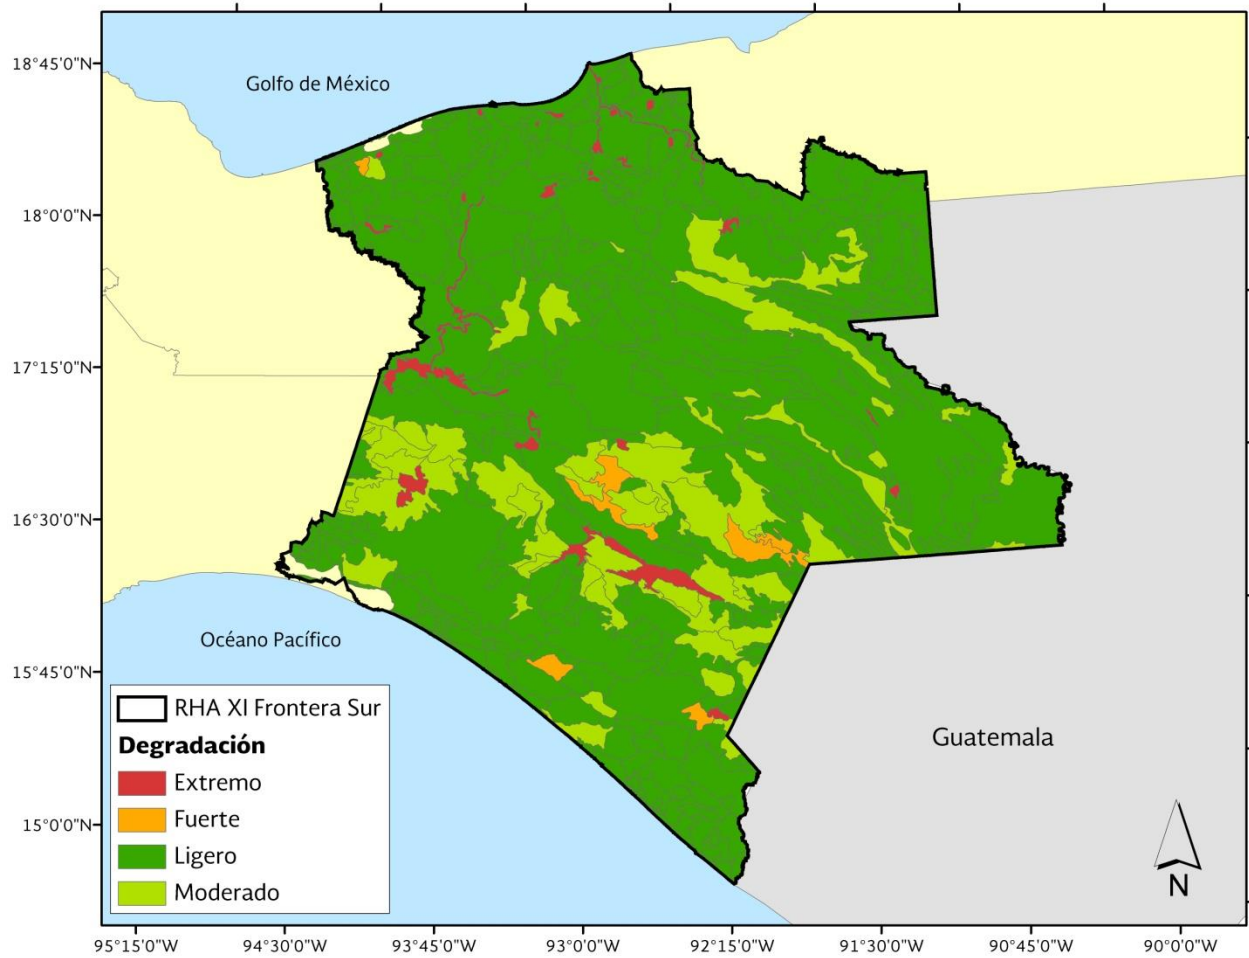 18°45'0"N
Golfo de México
18°0'0"N
17°15'0"N
16°30'0"N
Océano Pacífico
15°45'0"N
RHA XI Frontera Sur
Degradación
Guatemala
Extremo
Fuerte
15°0'0"N
Ligero
Moderado
N
95°15'0"W 94°30'0"W 93°45'0"W 93°0'0"W 92°15'0"W 91°30'0"W 90°45'0"W 90°0'0"W